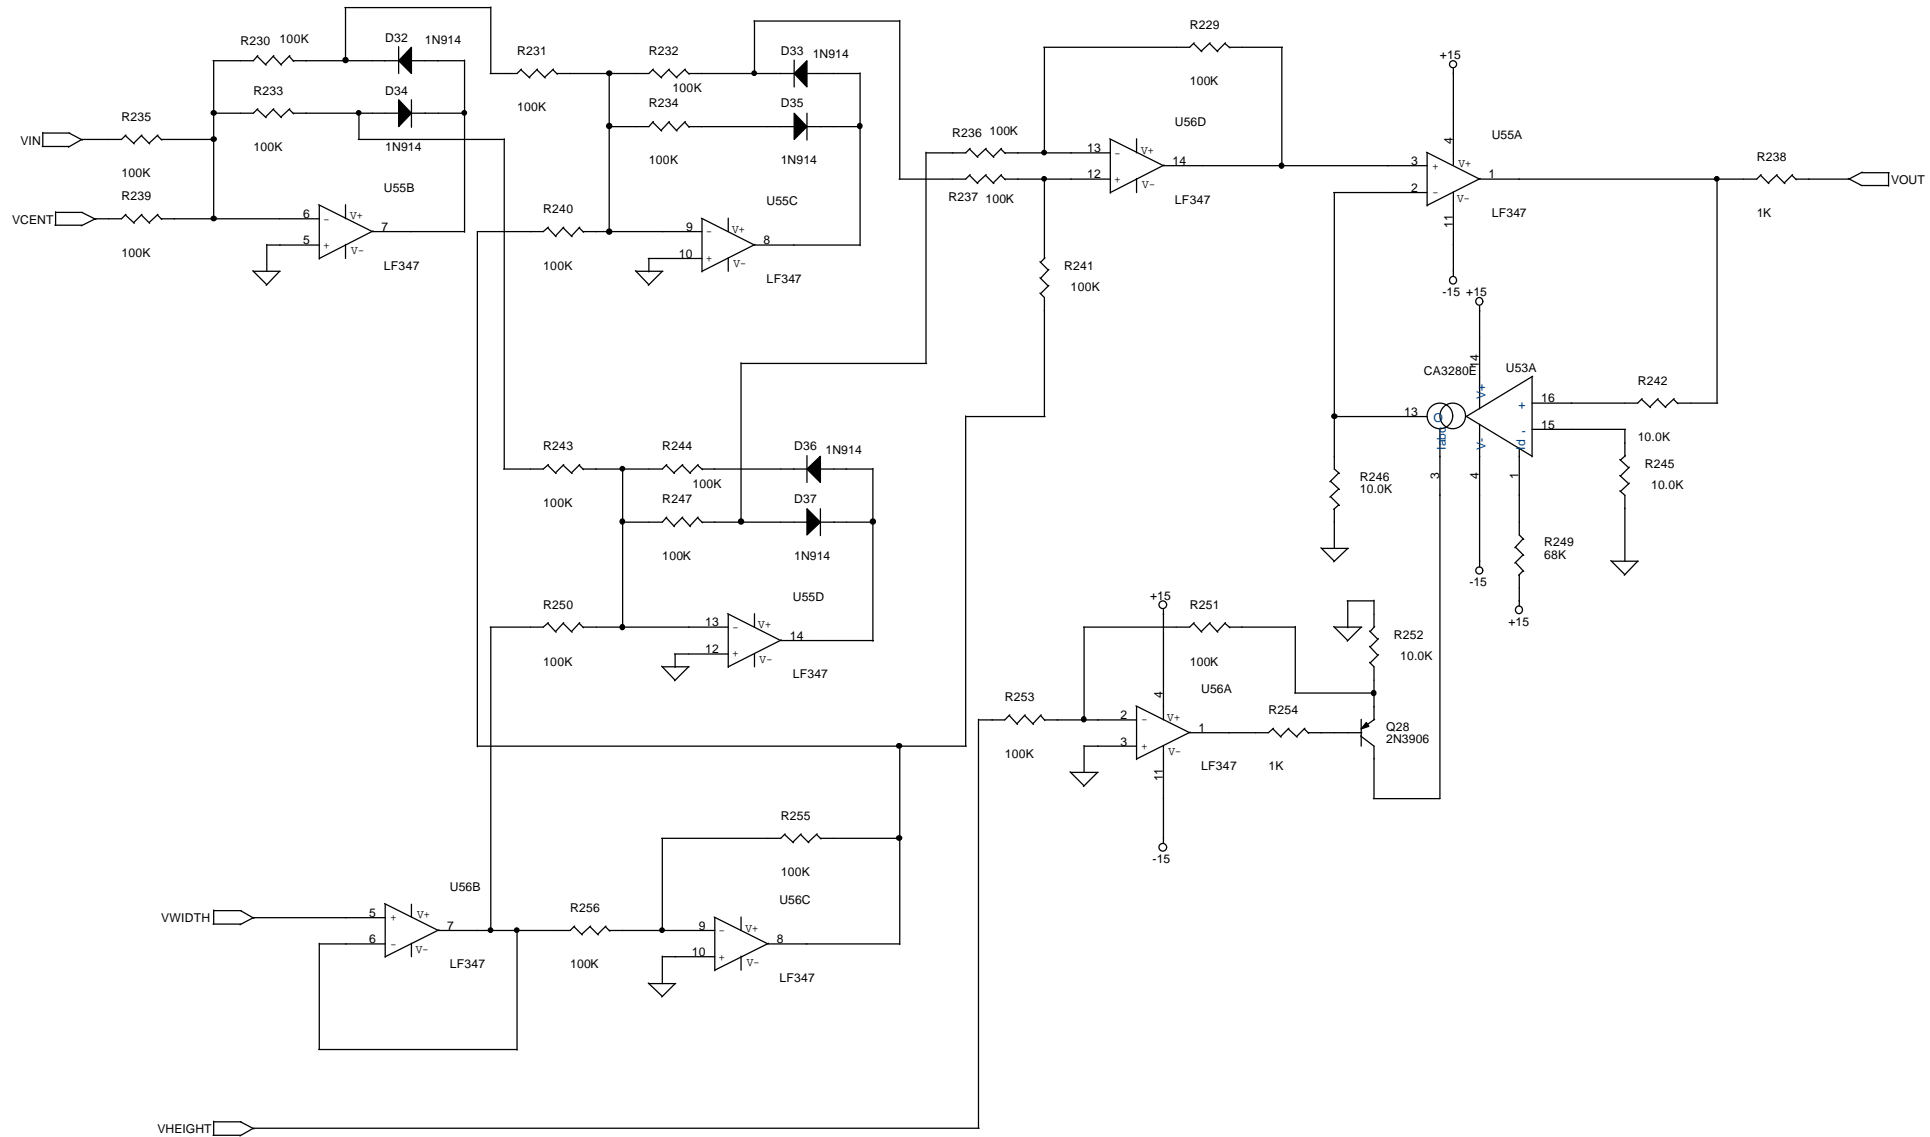 R230 100K
D32 1N914
R231
100K
R232
100K
D33 1N914
R229
100K
+15
R233
100K
D34
1N914
R234
100K
D35
1N914
R235
100K
VIN
R239
100K
VCENT
U55B
6
5
7
V+
V-
-
+
LF347
R240
100K
U55C
9
10
8
V+
V-
-
+
LF347
R236 100K
R237 100K
U56D
13
12
14
V+
V-
-
+
LF347
U55A
4
3
2
1
11
V+
V-
+
-
LF347
-15
R238
1K
VOUT
R241
100K
+15
14
CA3280E
U53A
13
16
15
V+
V-
+
-
Id
Iabc
O
3
4
1
R242
10.0K
R245
10.0K
R246
10.0K
R249
68K
-15
+15
R243
100K
R244
100K
D36
1N914
R247
100K
D37
1N914
R250
100K
U55D
13
12
14
V+
V-
-
+
LF347
+15
R251
100K
R252
10.0K
U56A
4
2
3
1
11
V+
V-
-
+
LF347
R253
100K
R254
1K
Q28
2N3906
-15
R255
100K
U56B
VWIDTH
5
6
7
V+
V-
+
-
LF347
R256
100K
U56C
9
10
8
V+
V-
-
+
LF347
VHEIGHT